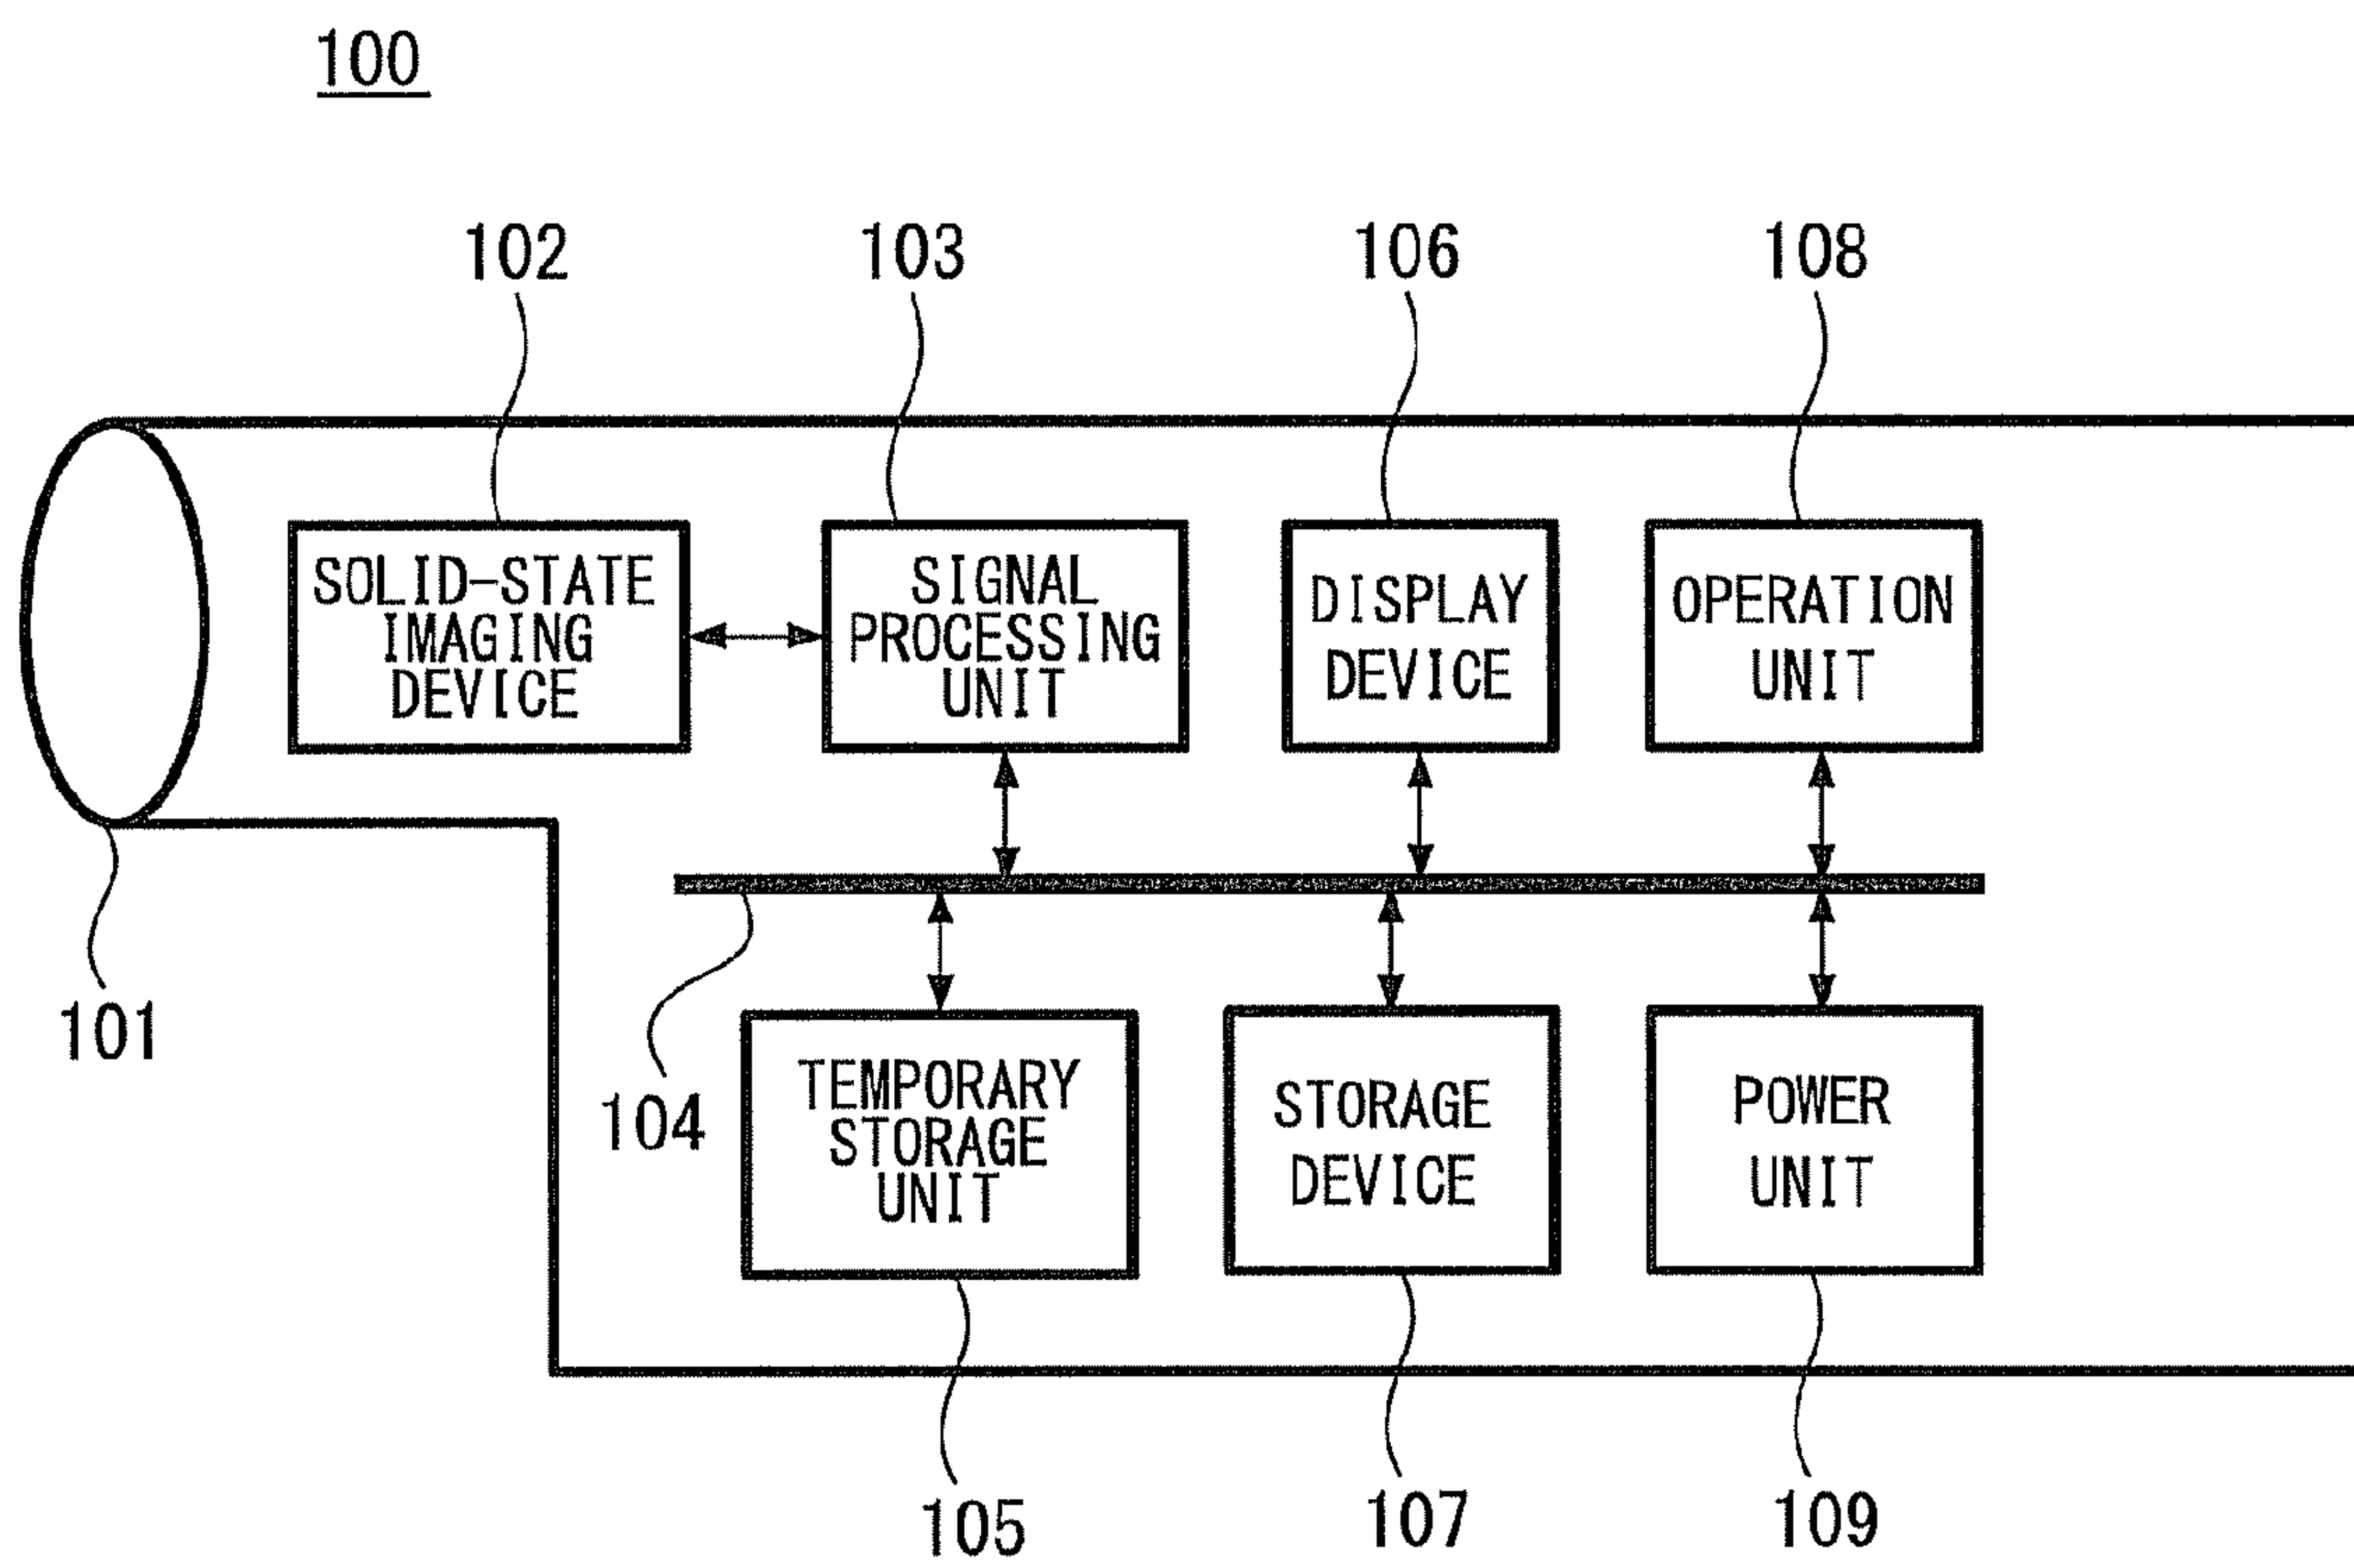 100
102
103
106
108
SOLID-STATE
IMAGING
DEVICE
SIGNAL
PROCESSING
UNIT
DISPLAY
DEVICE
OPERATION
UNIT
101
104
TEMPORARY
STORAGE
UNIT
STORAGE
DEVICE
POWER
UNIT
105
107
109